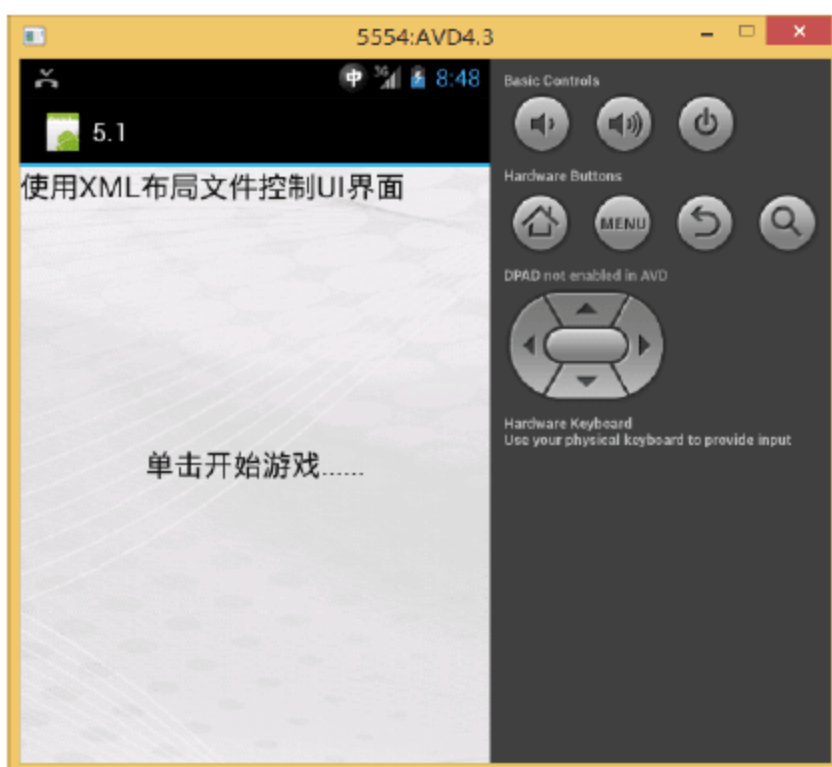 5554:AVD4.3
中 3G 8:48
5.1
使用XML布局文件控制UI界面
单击开始游戏......
Basic Controls
Hardware Buttons
MENU
DPAD not enabled in AVD
Hardware Keyboard
Use your physical keyboard to provide input